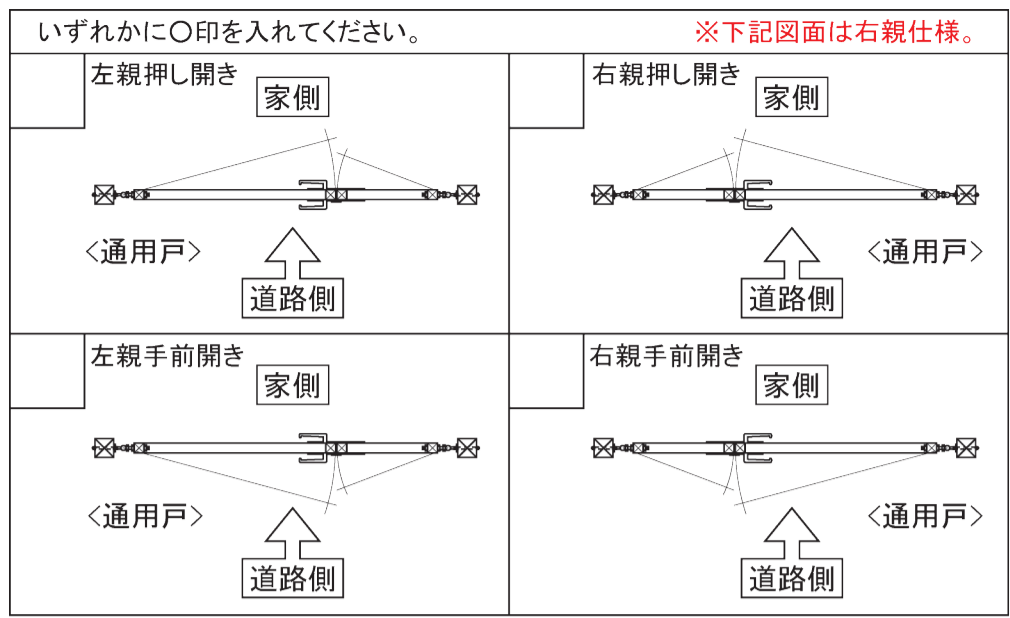 いずれかに〇印を入れてください。
※下記図面は右親仕様。
左親押し開き
家側
<通用戸>
道路側
右親押し開き
家側
<通用戸>
道路側
左親手前開き
家側
<通用戸>
道路側
右親手前開き
家側
<通用戸>
道路側